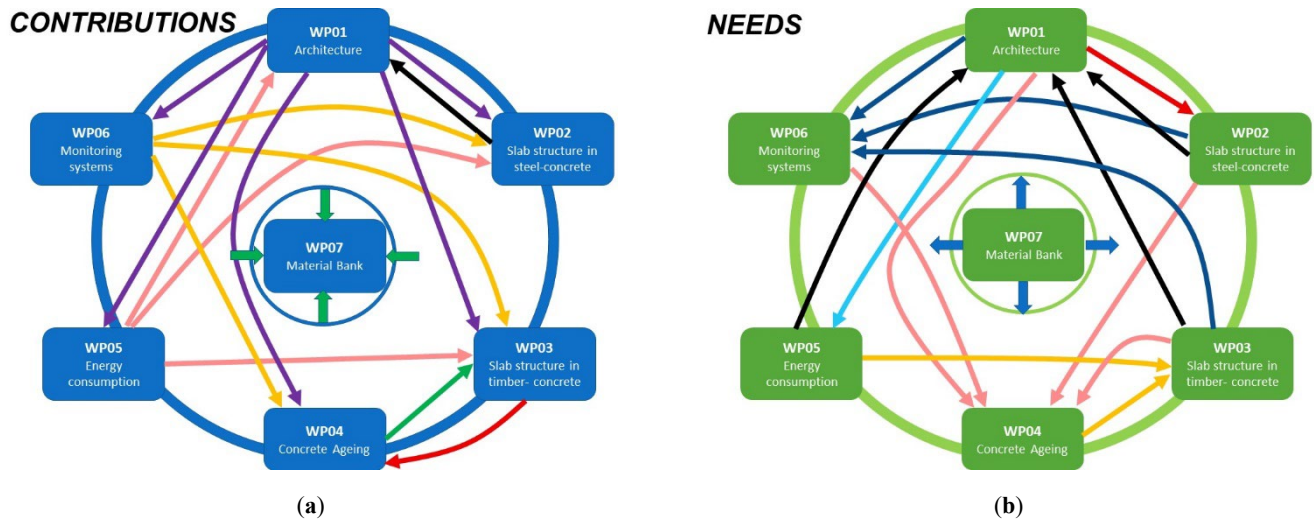 CONTRIBUTIONS
WP01
Architecture
WP06
Monitoring
systems
WP02
Slab structure in
steel-concrete
WP07
Material Bank
WP05
Energy
consumption
WP03
Slab structure in
timber- concrete
WP04
Concrete Ageing
(a)
NEEDS
WP01
Architecture
WP06
Monitoring
systems
WP02
Slab structure in
steel-concrete
WP07
Material Bank
WP05
Energy
consumption
WP03
Slab structure in
timber- concrete
WP04
Concrete Ageing
(b)